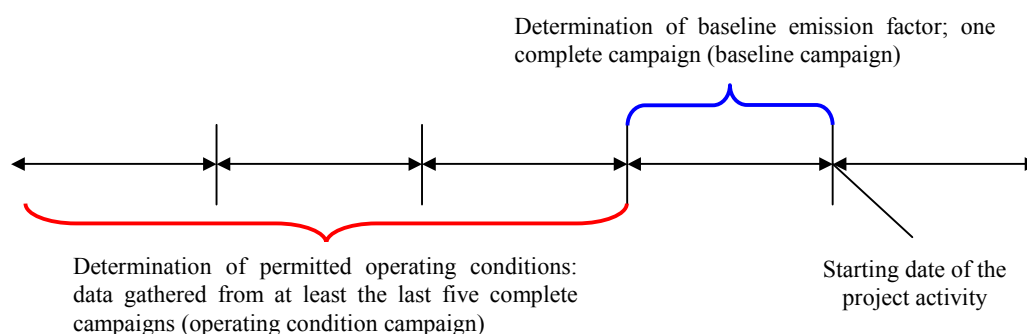 Determination of baseline emission factor; one
complete campaign (baseline campaign)
Determination of permitted operating conditions:
data gathered from at least the last five complete
campaigns (operating condition campaign)
Starting date of the
project activity